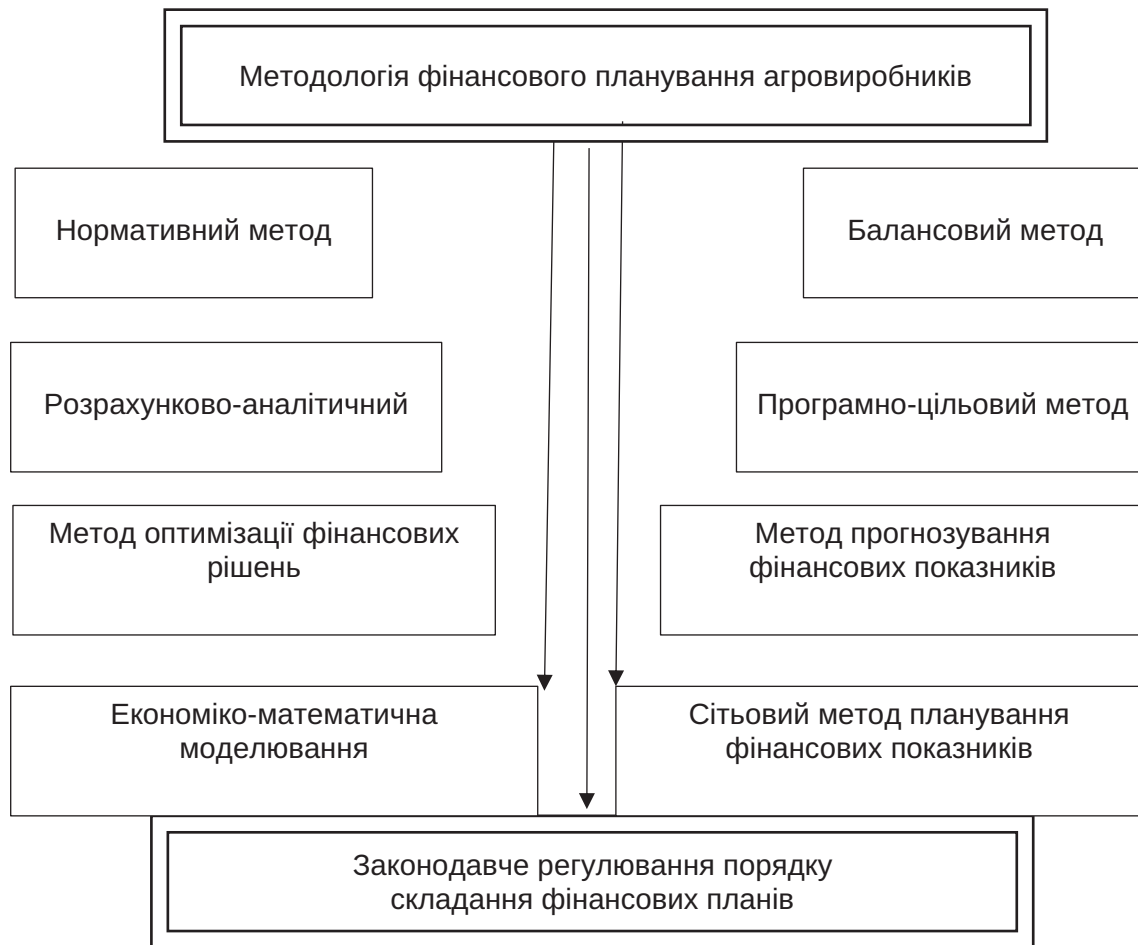 Методологія фінансового планування агровиробників
Нормативний метод
Балансовий метод
Розрахунково-аналітичний
Програмно-цільовий метод
Метод оптимізації фінансових
рішень
Метод прогнозування
фінансових показників
Економіко-математична
моделювання
Сітьовий метод планування
фінансових показників
Законодавче регулювання порядку
складання фінансових планів